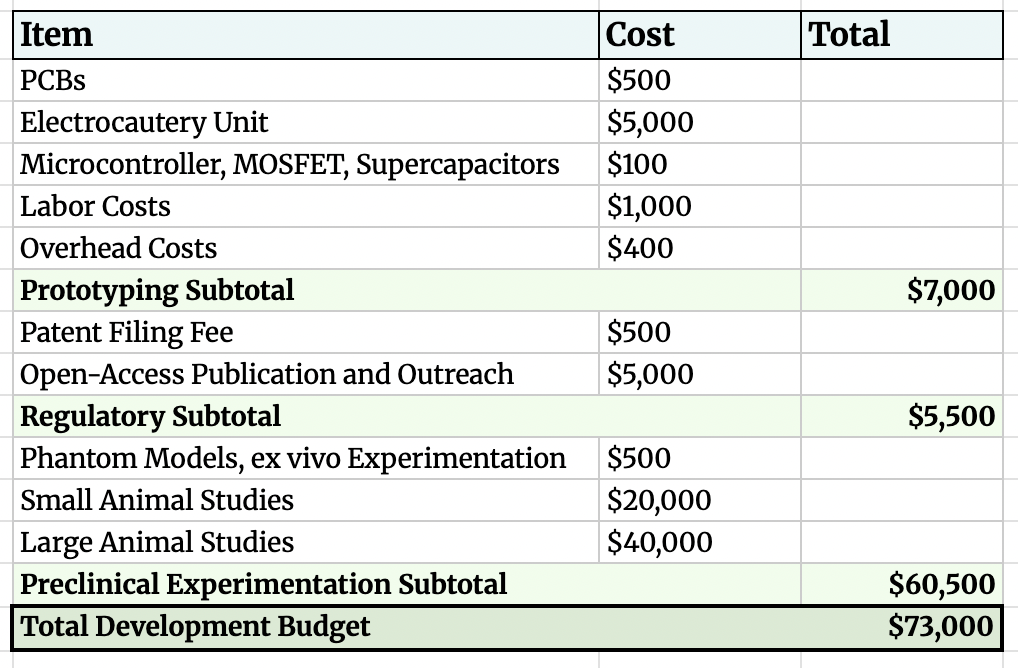 Item Cost Total
PCBs $500
Electrocautery Unit $5,000
Microcontroller, MOSFET, Supercapacitors $100
Labor Costs $1,000
Overhead Costs $400
Prototyping Subtotal $7,000
Patent Filing Fee $500
Open-Access Publication and Outreach $5,000
Regulatory Subtotal $5,500
Phantom Models, ex vivo Experimentation $500
Small Animal Studies $20,000
Large Animal Studies $40,000
Preclinical Experimentation Subtotal $60,500
Total Development Budget $73,000